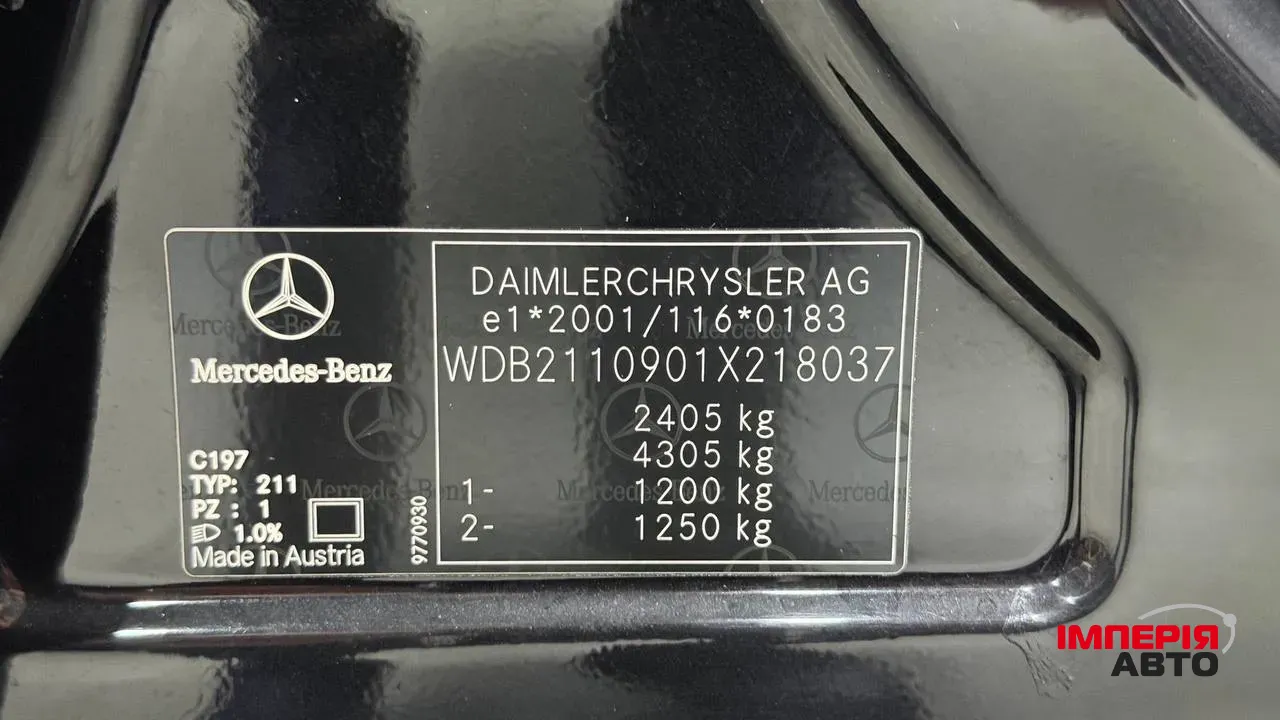 Mercedes-Benz
C197
TYP: 211
PZ : 1
1.0%
Made in Austria
9770930
DAIMLERCHRYSLER AG
e1*2001/116*0183
WDB2110901X218037
2405 kg
4305 kg
1- 1200 kg
2- 1250 kg
ІМПЕРІЯ
АВТО